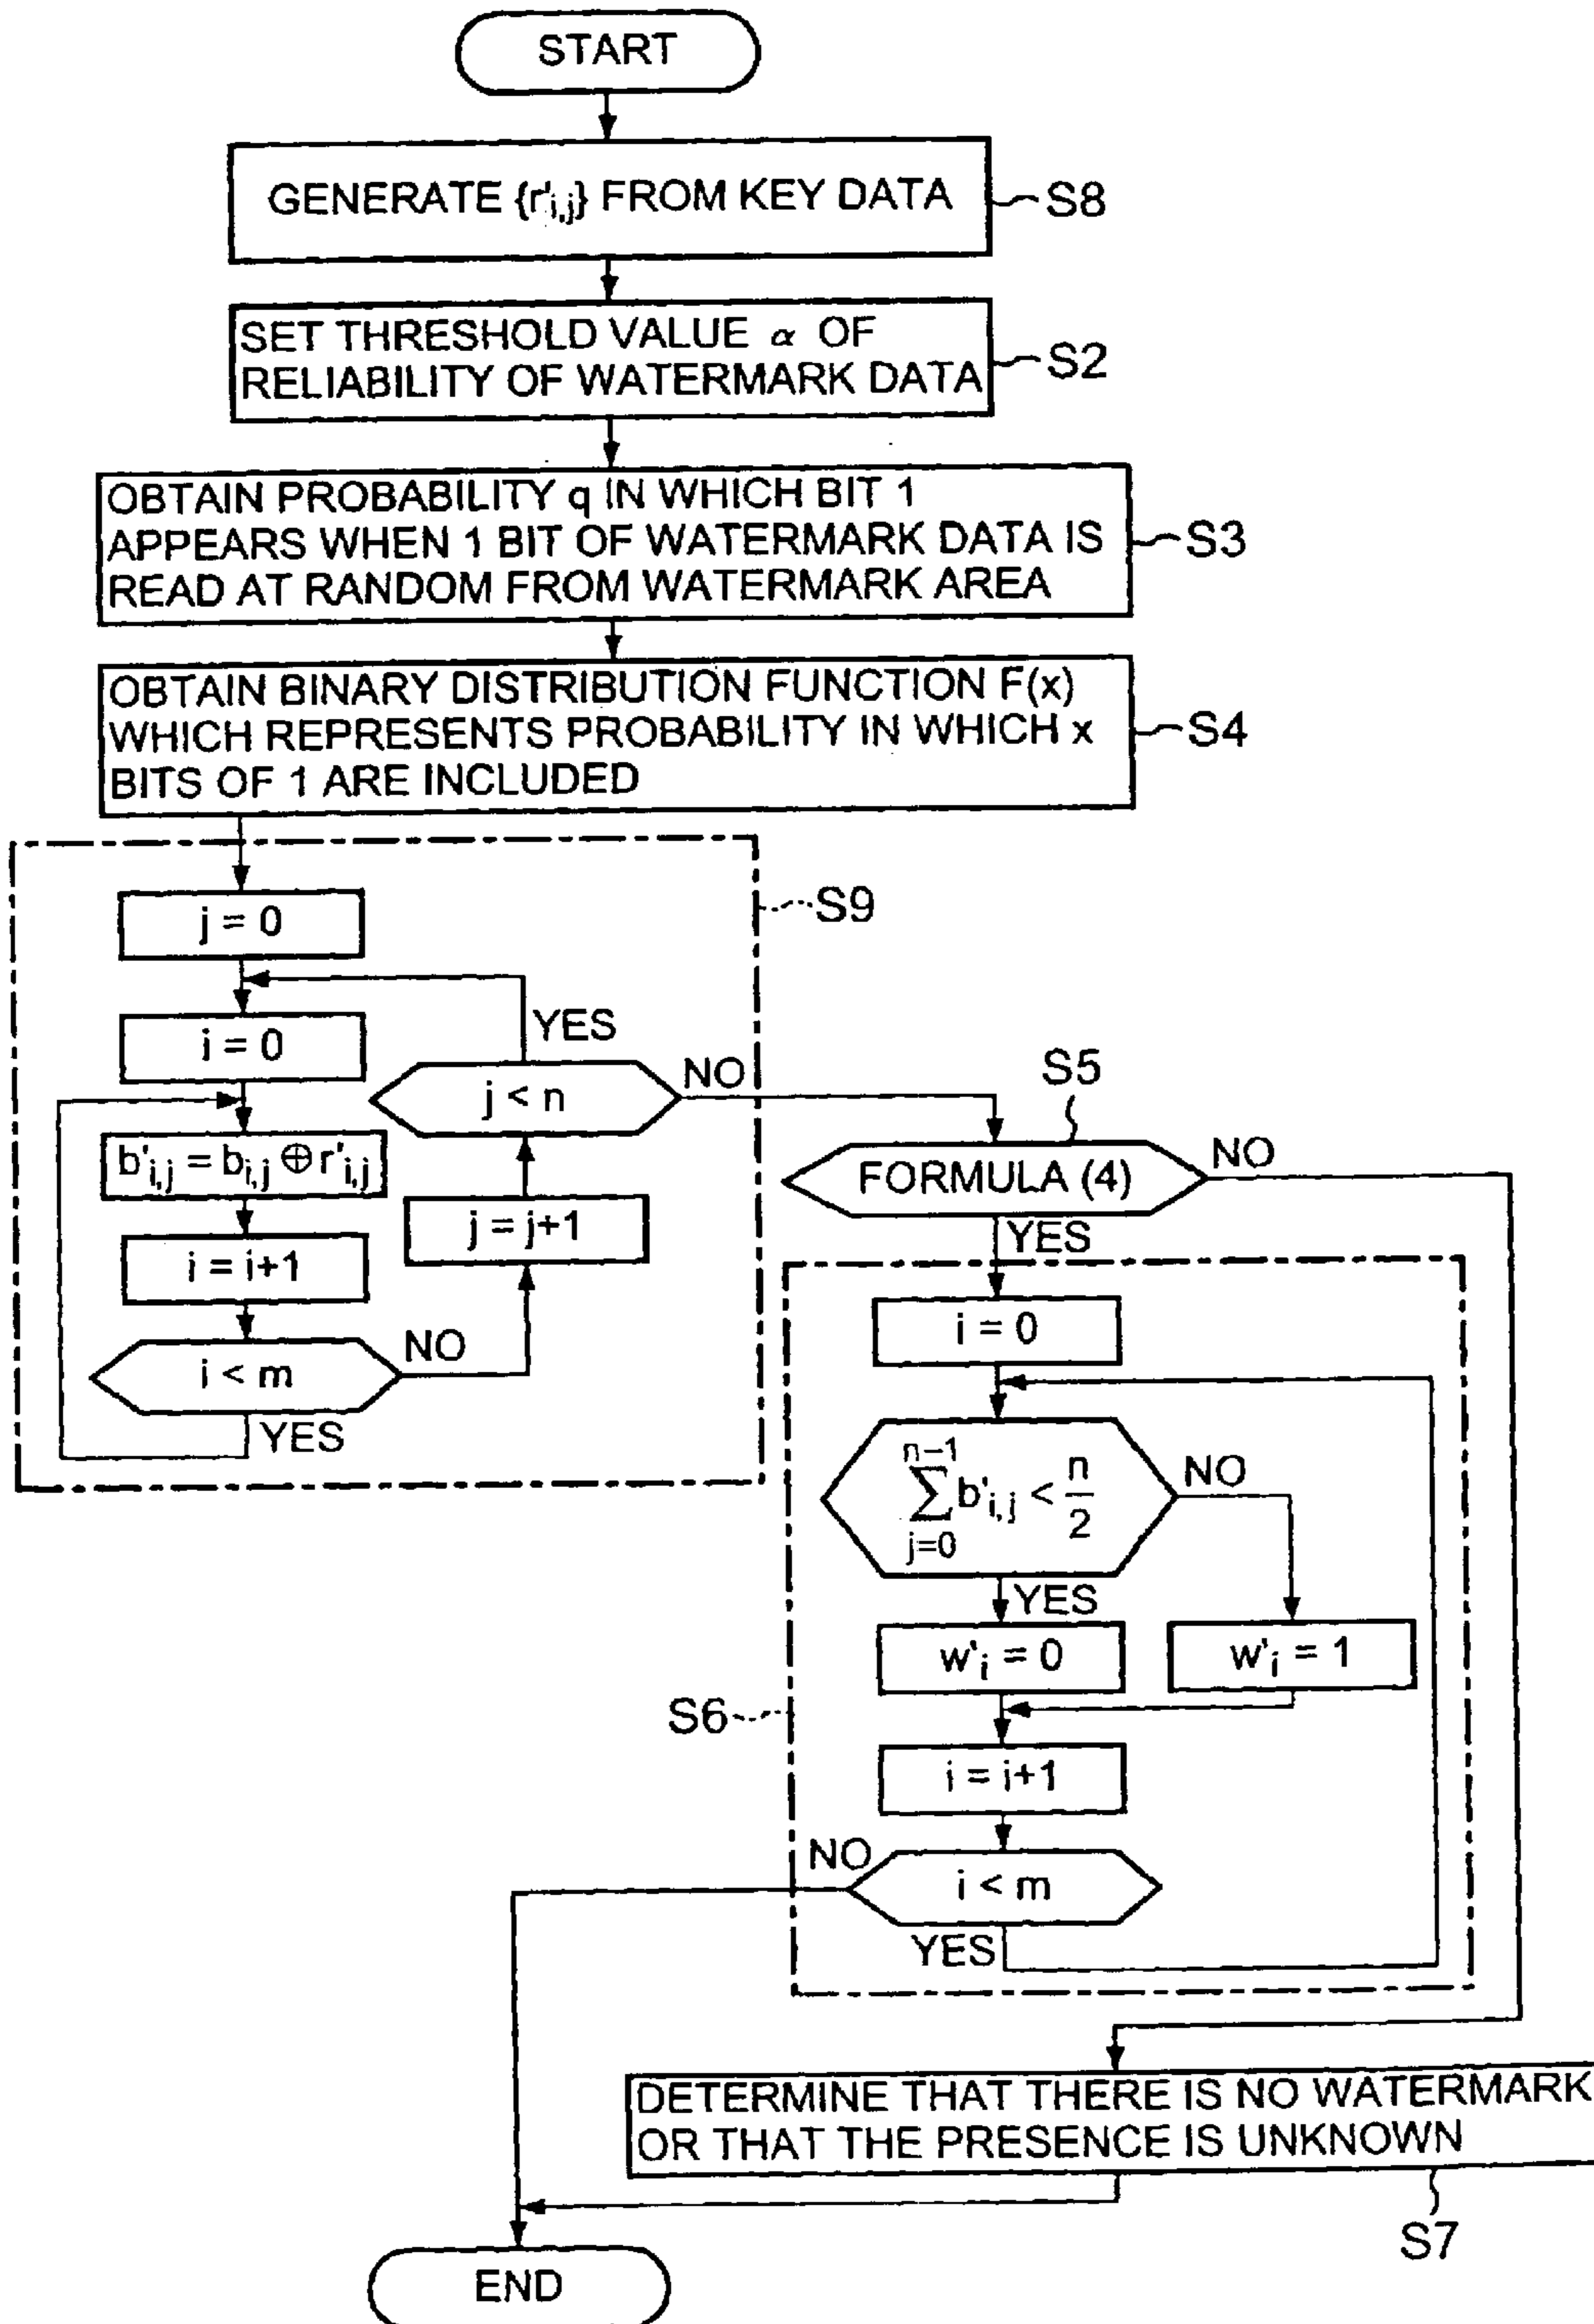 START
GENERATE {r'i,j} FROM KEY DATA
S8
SET THRESHOLD VALUE α OF
RELIABILITY OF WATERMARK DATA
S2
OBTAIN PROBABILITY q IN WHICH BIT 1
APPEARS WHEN 1 BIT OF WATERMARK DATA IS
READ AT RANDOM FROM WATERMARK AREA
S3
OBTAIN BINARY DISTRIBUTION FUNCTION F(x)
WHICH REPRESENTS PROBABILITY IN WHICH x
BITS OF 1 ARE INCLUDED
S4
S9
j = 0
i = 0
b'i,j = bi,j ⊕ r'i,j
i = i+1
i < m
YES
NO
j = j+1
j < n
YES
NO
S5
FORMULA (4)
NO
YES
S6
i = 0
n−1
∑ b'i,j < n/2
j=0
NO
YES
w'i = 0
w'i = 1
i = i+1
i < m
NO
YES
DETERMINE THAT THERE IS NO WATERMARK
OR THAT THE PRESENCE IS UNKNOWN
S7
END